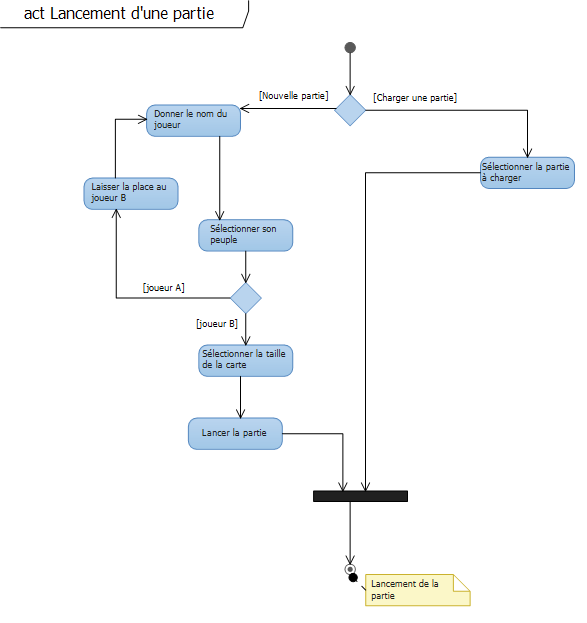 act Lancement d'une partie
[Nouvelle partie]
[Charger une partie]
Donner le nom du
joueur
Sélectionner la partie
à charger
Laisser la place au
joueur B
Sélectionner son
peuple
[joueur A]
[joueur B]
Sélectionner la taille
de la carte
Lancer la partie
Lancement de la
partie